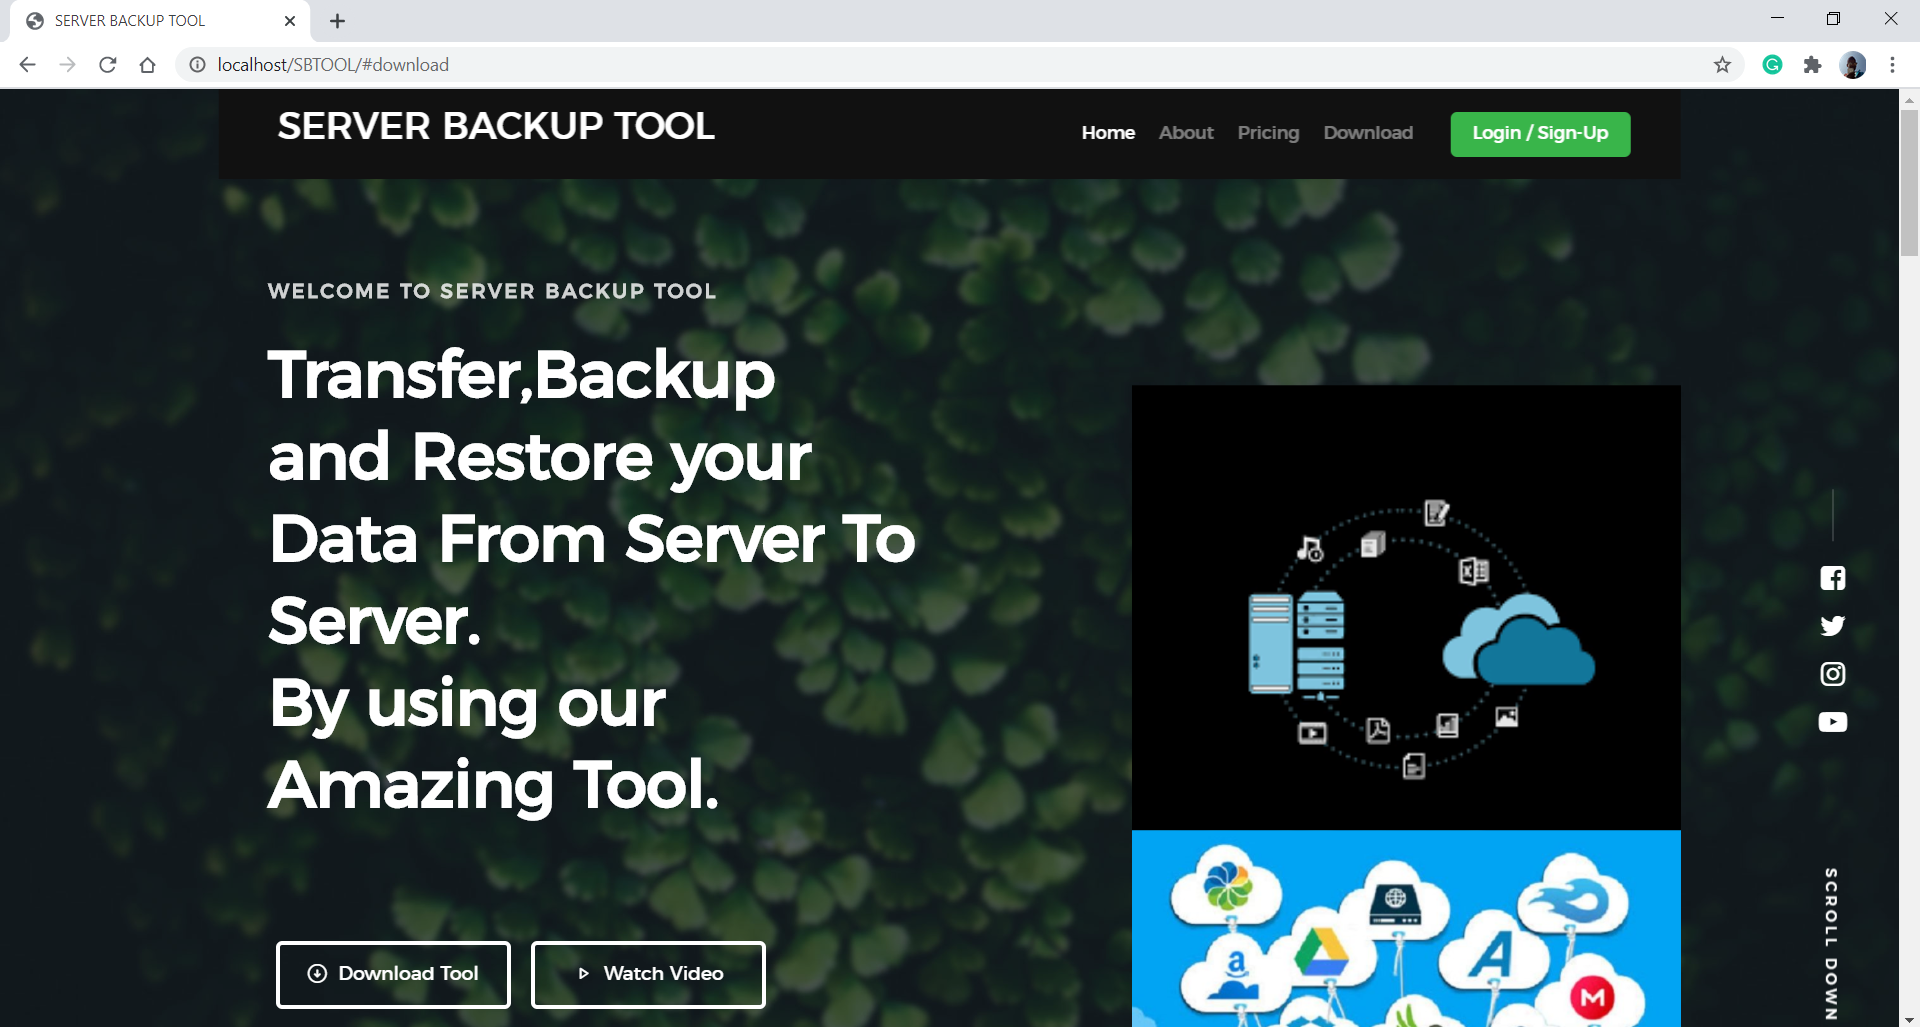 SERVER BACKUP TOOL
localhost/SBTOOL/#download
SERVER BACKUP TOOL
Home About Pricing Download Login / Sign-Up
WELCOME TO SERVER BACKUP TOOL
Transfer,Backup
and Restore your
Data From Server To
Server.
By using our
Amazing Tool.
Download Tool
Watch Video
SCROLL DOWN